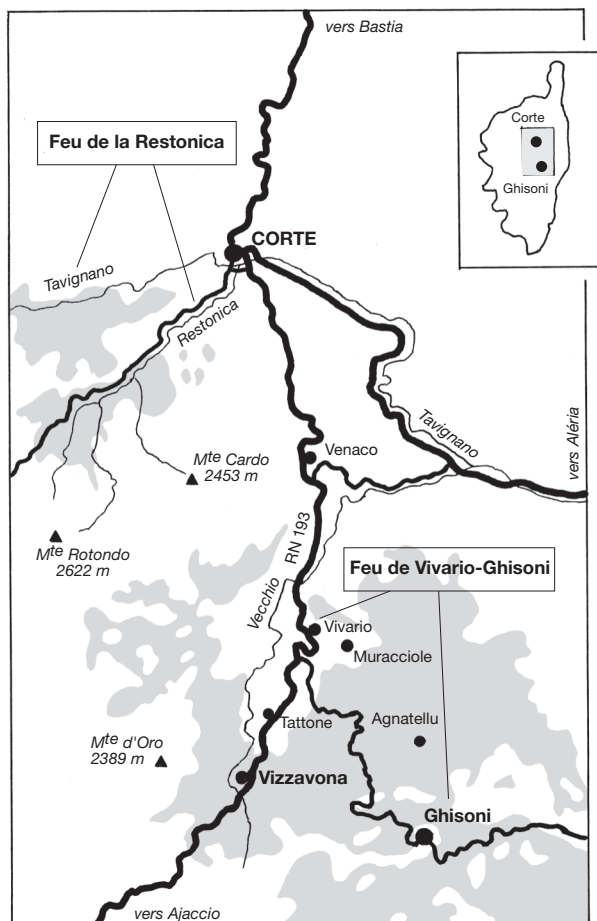 vers Bastia
Corte
Ghisoni
Feu de la Restonica
CORTE
Tavignano
Restonica
Mte Cardo
2453 m
Venaco
Tavignano
vers Aléria
Mte Rotondo
2622 m
RN 193
Feu de Vivario-Ghisoni
Vecchio
Vivario
Muracciole
Tattone
Agnatellu
Mte d'Oro
2389 m
Vizzavona
Ghisoni
vers Ajaccio